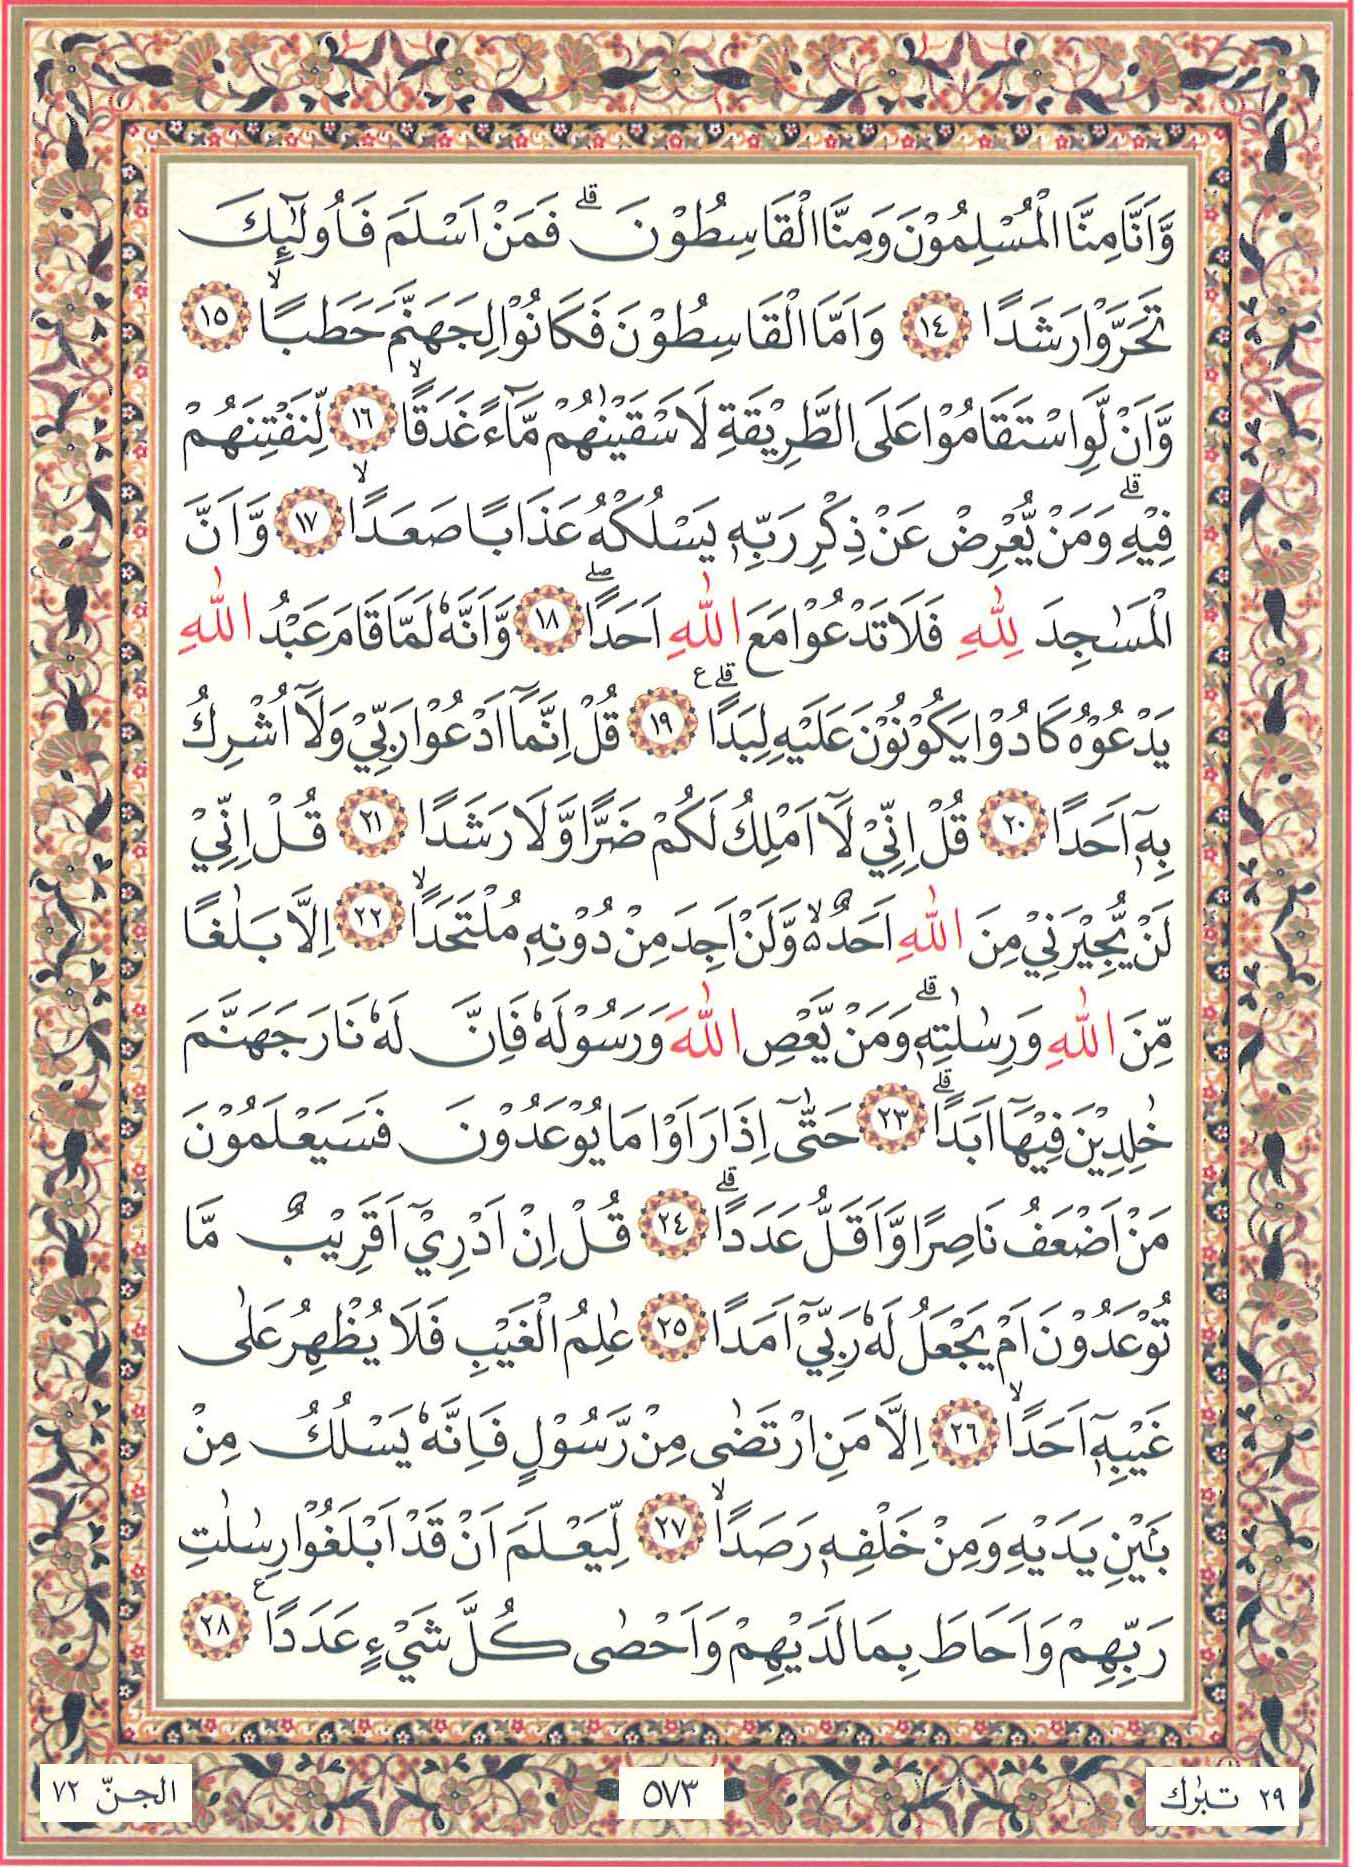 وَّاَنَّا مِنَّا الْمُسْلِمُوْنَ وَمِنَّا الْقَاسِطُوْنَ ۗ فَمَنْ اَسْلَمَ فَاُولٰۤىِٕكَ
تَحَرَّوْا رَشَدًا ١٤ وَاَمَّا الْقَاسِطُوْنَ فَكَانُوْا لِجَهَنَّمَ حَطَبًاۙ ١٥
وَّاَنْ لَّوِ اسْتَقَامُوْا عَلَى الطَّرِيْقَةِ لَاَسْقَيْنٰهُمْ مَّاۤءً غَدَقًاۙ ١٦ لِّنَفْتِنَهُمْ
فِيْهِۗ وَمَنْ يُّعْرِضْ عَنْ ذِكْرِ رَبِّهٖ يَسْلُكْهُ عَذَابًا صَعَدًاۙ ١٧ وَّاَنَّ
الْمَسٰجِدَ لِلّٰهِ فَلَا تَدْعُوْا مَعَ اللّٰهِ اَحَدًاۖ ١٨ وَّاَنَّهٗ لَمَّا قَامَ عَبْدُ اللّٰهِ
يَدْعُوْهُ كَادُوْا يَكُوْنُوْنَ عَلَيْهِ لِبَدًاۗ ع ١٩ قُلْ اِنَّمَآ اَدْعُوْا رَبِّيْ وَلَآ اُشْرِكُ
بِهٖٓ اَحَدًا ٢٠ قُلْ اِنِّيْ لَآ اَمْلِكُ لَكُمْ ضَرًّا وَّلَا رَشَدًا ٢١ قُلْ اِنِّيْ
لَنْ يُّجِيْرَنِيْ مِنَ اللّٰهِ اَحَدٌ ەۙ وَّلَنْ اَجِدَ مِنْ دُوْنِهٖ مُلْتَحَدًاۙ ٢٢ اِلَّا بَلٰغًا
مِّنَ اللّٰهِ وَرِسٰلٰتِهٖۗ وَمَنْ يَّعْصِ اللّٰهَ وَرَسُوْلَهٗ فَاِنَّ لَهٗ نَارَ جَهَنَّمَ
خٰلِدِيْنَ فِيْهَآ اَبَدًاۗ ٢٣ حَتّٰىٓ اِذَا رَاَوْا مَا يُوْعَدُوْنَ فَسَيَعْلَمُوْنَ
مَنْ اَضْعَفُ نَاصِرًا وَّاَقَلُّ عَدَدًاۗ ٢٤ قُلْ اِنْ اَدْرِيْٓ اَقَرِيْبٌ مَّا
تُوْعَدُوْنَ اَمْ يَجْعَلُ لَهٗ رَبِّيْٓ اَمَدًا ٢٥ عٰلِمُ الْغَيْبِ فَلَا يُظْهِرُ عَلٰى
غَيْبِهٖٓ اَحَدًاۙ ٢٦ اِلَّا مَنِ ارْتَضٰى مِنْ رَّسُوْلٍ فَاِنَّهٗ يَسْلُكُ مِنْ
بَيْنِ يَدَيْهِ وَمِنْ خَلْفِهٖ رَصَدًاۙ ٢٧ لِّيَعْلَمَ اَنْ قَدْ اَبْلَغُوْا رِسٰلٰتِ
رَبِّهِمْ وَاَحَاطَ بِمَا لَدَيْهِمْ وَاَحْصٰى كُلَّ شَيْءٍ عَدَدًا ع ٢٨
٢٩ تبٰرك
٥٧٣
الجنّ ٧٢